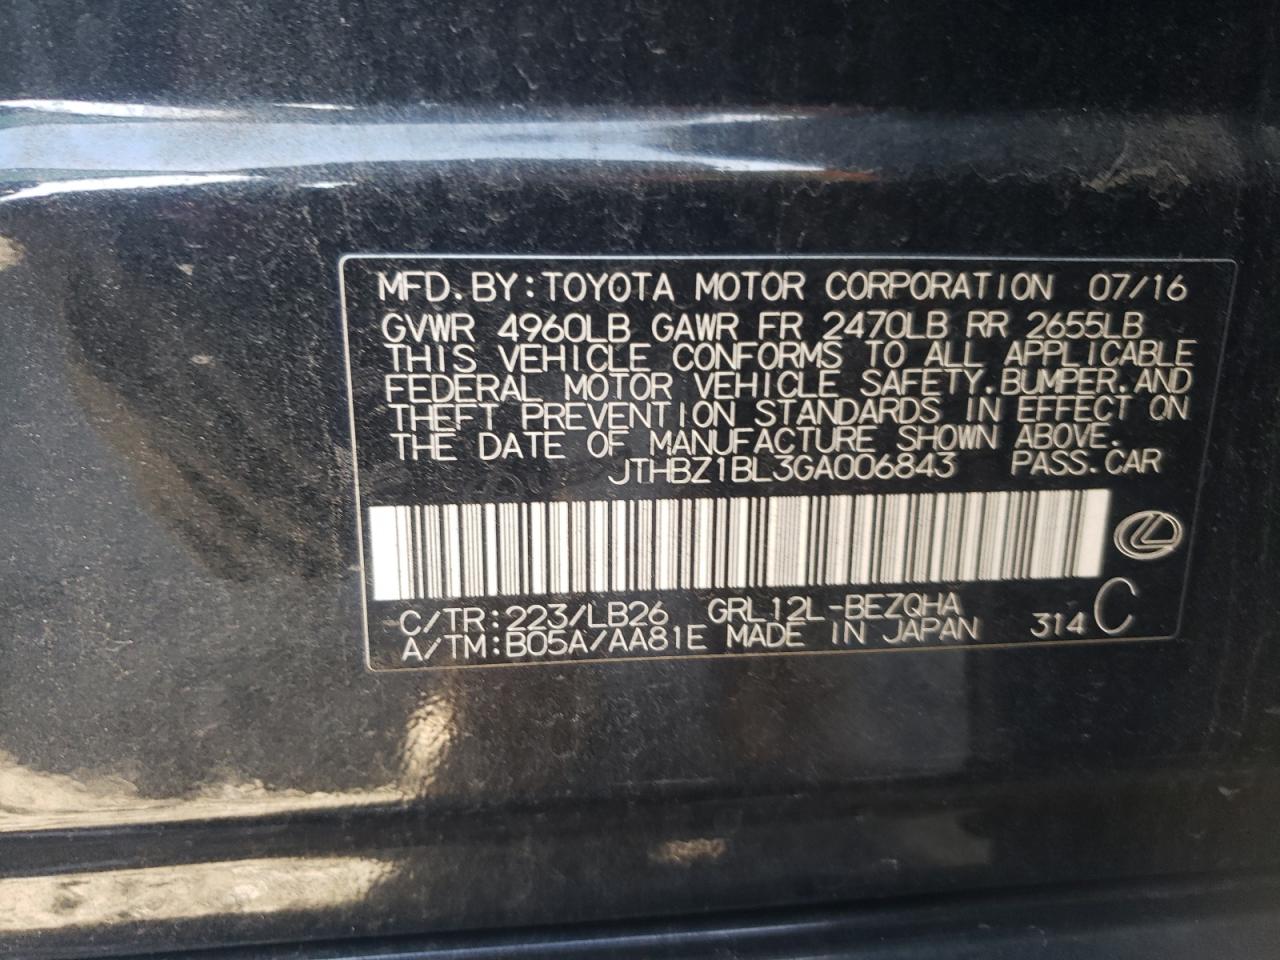 MFD. BY: TOYOTA MOTOR CORPORATION 07/16
GVWR 4960LB GAWR FR 2470LB RR 2655LB
THIS VEHICLE CONFORMS TO ALL APPLICABLE
FEDERAL MOTOR VEHICLE SAFETY, BUMPER, AND
THEFT PREVENTION STANDARDS IN EFFECT ON
THE DATE OF MANUFACTURE SHOWN ABOVE.
JTHBZ1BL3GA006843 PASS. CAR
C/TR: 223/LB26 GRL12L-BEZQHA
A/TM: B05A/AA81E MADE IN JAPAN 314 C